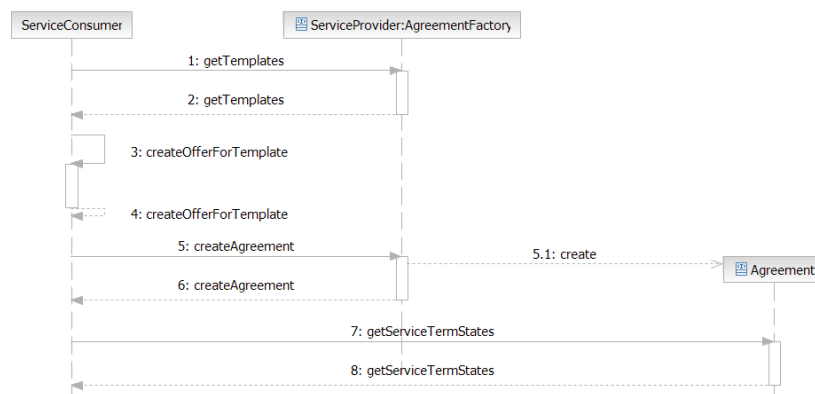 ServiceConsumer
ServiceProvider:AgreementFactory
1: getTemplates
2: getTemplates
3: createOfferForTemplate
4: createOfferForTemplate
5: createAgreement
5.1: create
Agreement
6: createAgreement
7: getServiceTermStates
8: getServiceTermStates